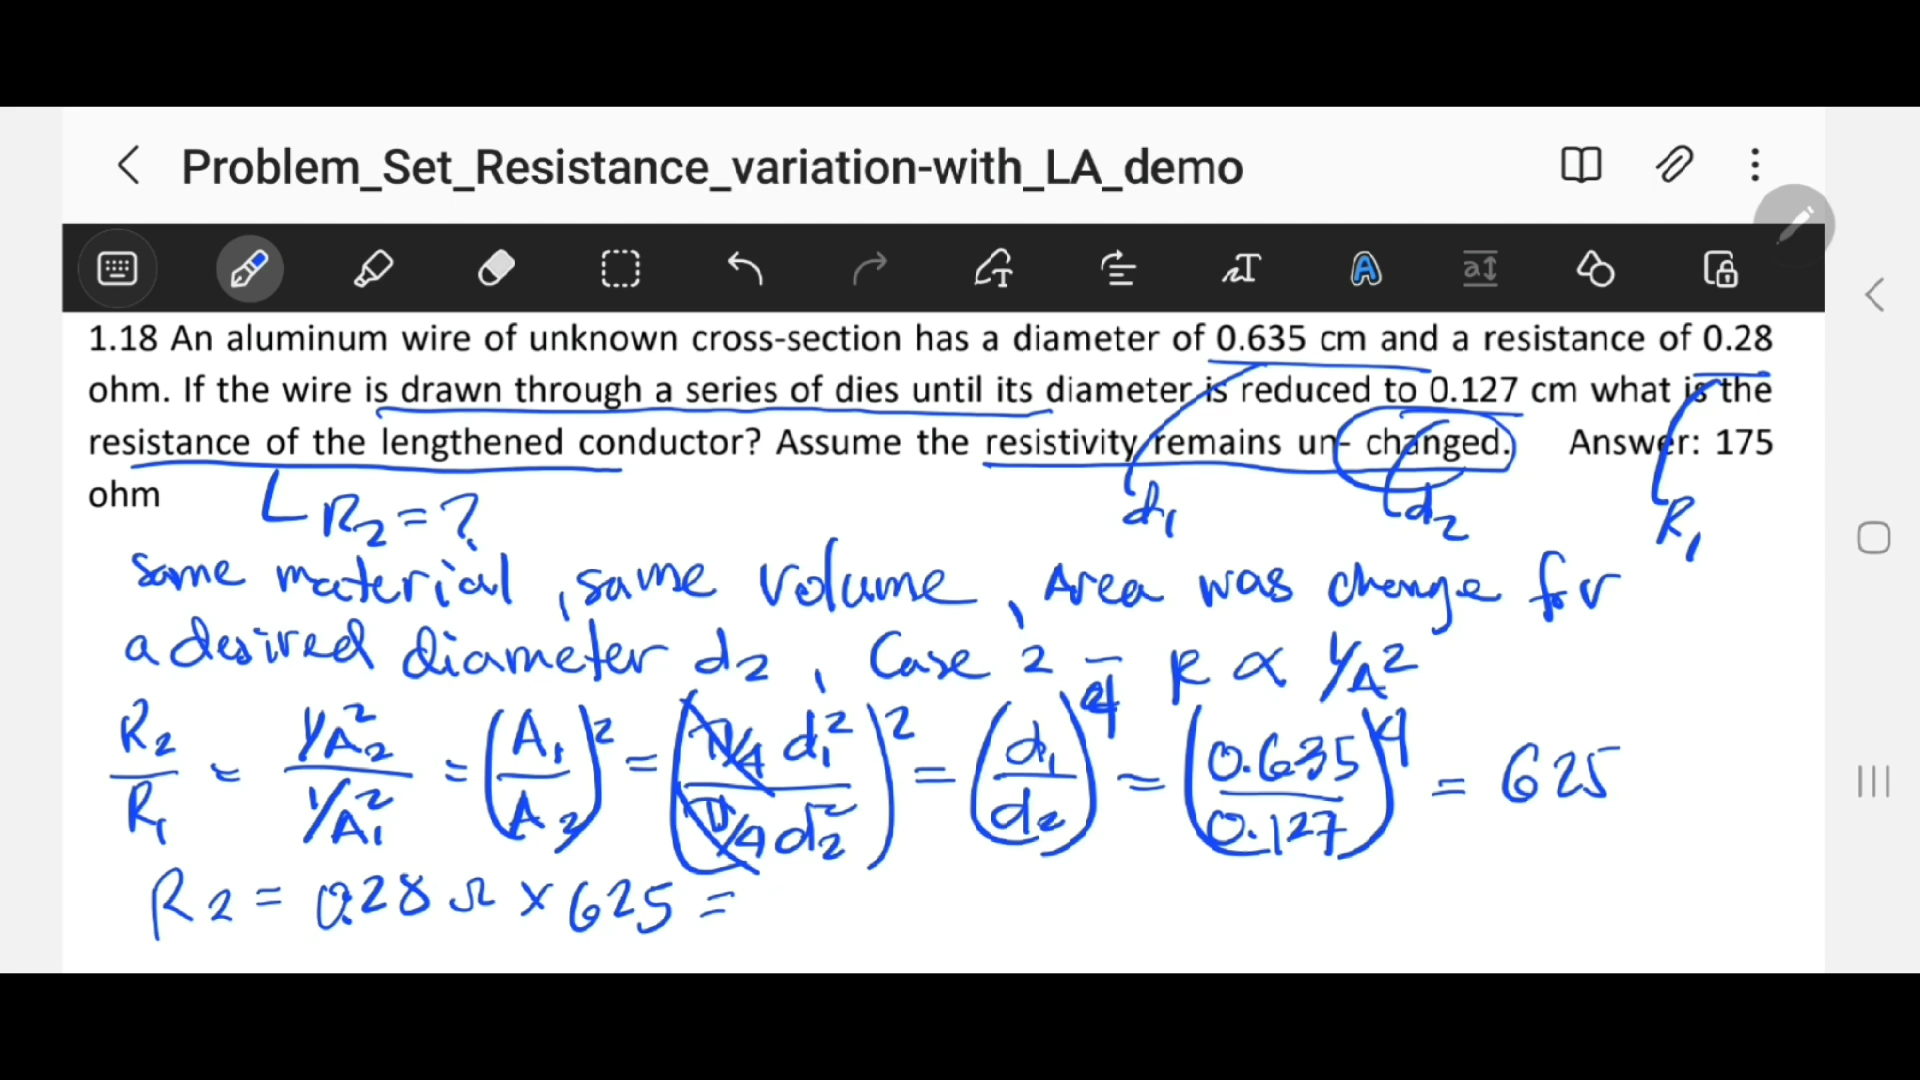 Problem_Set_Resistance_variation-with_LA_demo
1.18 An aluminum wire of unknown cross-section has a diameter of 0.635 cm and a resistance of 0.28
ohm. If the wire is drawn through a series of dies until its diameter is reduced to 0.127 cm what is the
resistance of the lengthened conductor? Assume the resistivity remains un- changed. Answer: 175
ohm
R₂ = ? d₁ d₂ R₁
same material, same volume, Area was change for
a desired diameter d₂, Case 2 – R ∝ 1/A²
R₂/R₁ = (1/A₂²)/(1/A₁²) = (A₁/A₂)² = (π/4 d₁²/π/4 d₂²)² = (d₁/d₂)⁴ = (0.635/0.127)⁴ = 625
R₂ = 0.28 Ω × 625 =